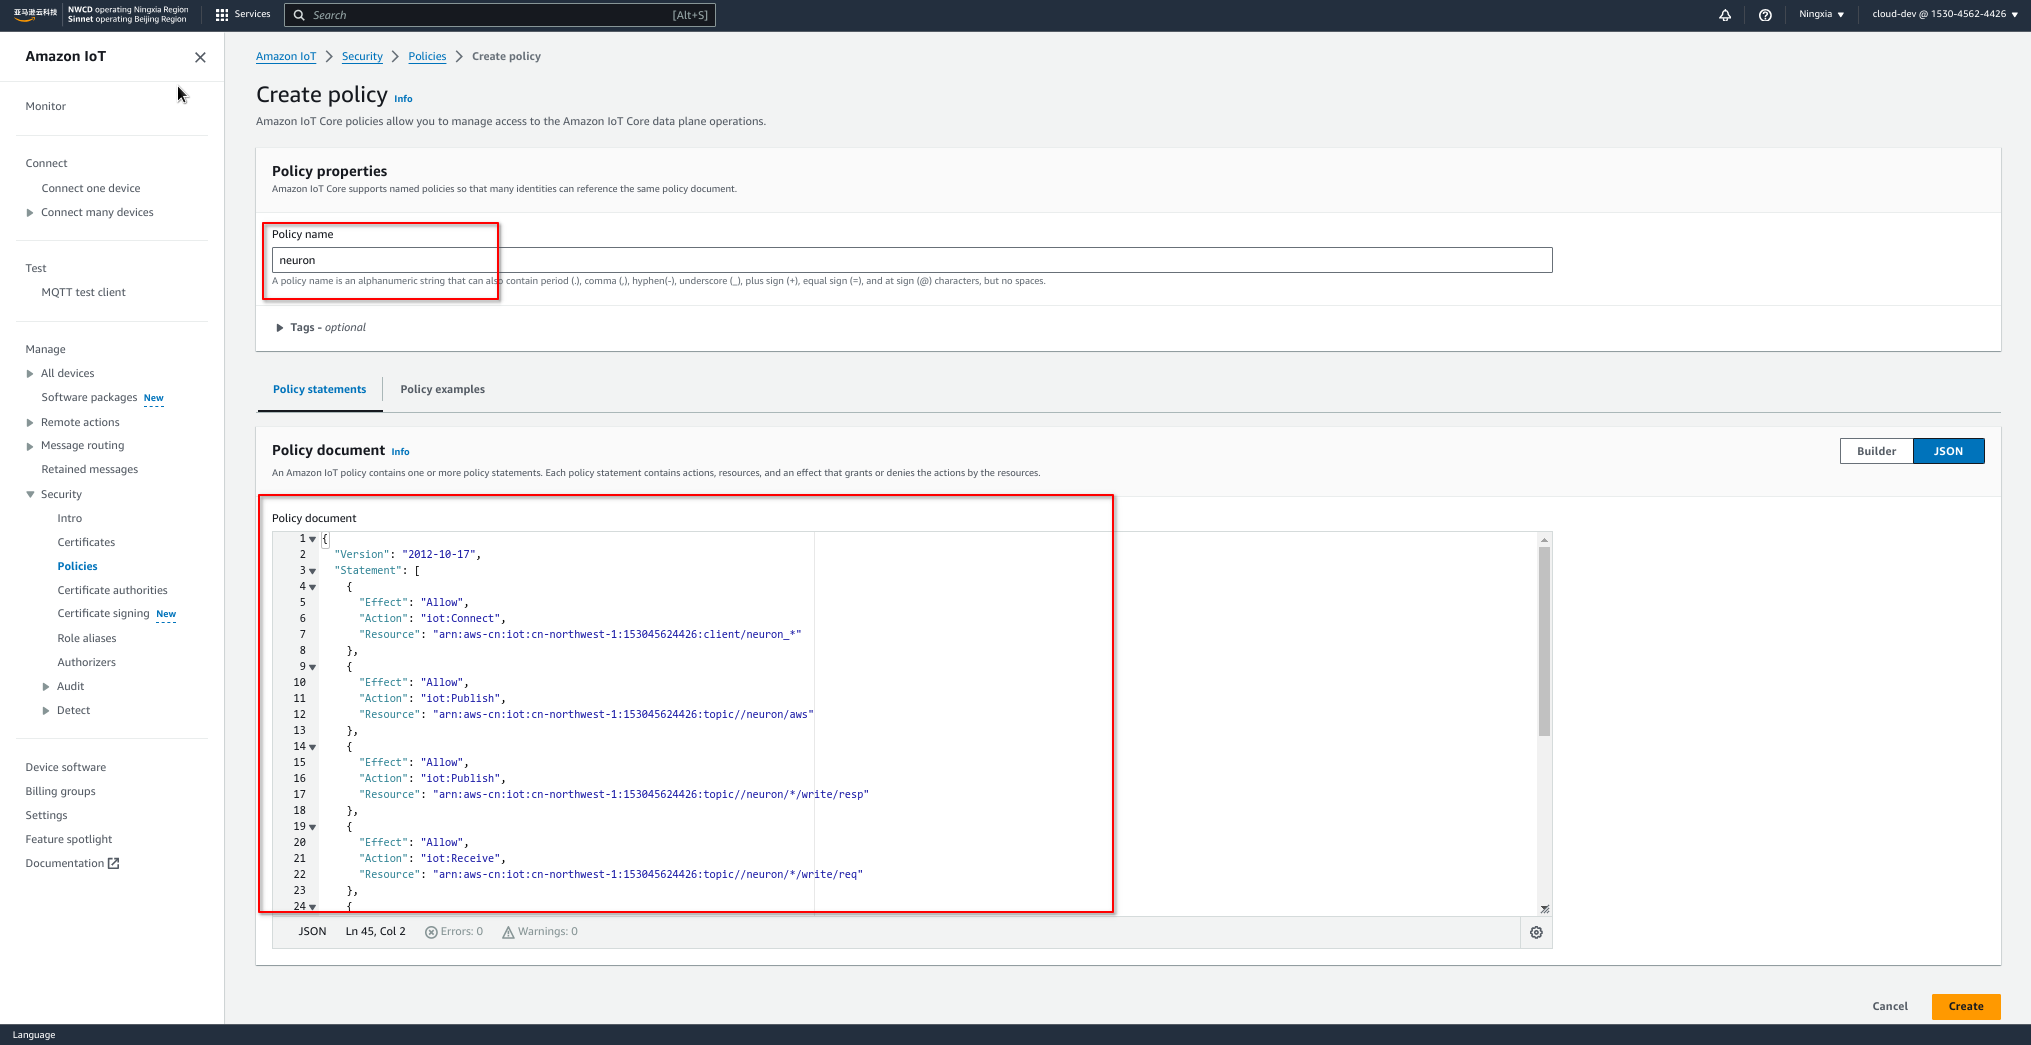 亚马逊云科技
NWCD operating Ningxia Region
Sinnet operating Beijing Region
Services
Search
[Alt+S]
Ningxia
cloud-dev @ 1530-4562-4426
Amazon IoT
Monitor
Connect
Connect one device
Connect many devices
Test
MQTT test client
Manage
All devices
Software packages New
Remote actions
Message routing
Retained messages
Security
Intro
Certificates
Policies
Certificate authorities
Certificate signing New
Role aliases
Authorizers
Audit
Detect
Device software
Billing groups
Settings
Feature spotlight
Documentation
Amazon IoT > Security > Policies > Create policy
Create policy Info
Amazon IoT Core policies allow you to manage access to the Amazon IoT Core data plane operations.
Policy properties
Amazon IoT Core supports named policies so that many identities can reference the same policy document.
Policy name
neuron
A policy name is an alphanumeric string that can also contain period (.), comma (,), hyphen(-), underscore (_), plus sign (+), equal sign (=), and at sign (@) characters, but no spaces.
Tags - optional
Policy statements
Policy examples
Policy document Info
An Amazon IoT policy contains one or more policy statements. Each policy statement contains actions, resources, and an effect that grants or denies the actions by the resources.
Builder
JSON
Policy document
1 {
2 "Version": "2012-10-17",
3 "Statement": [
4 {
5 "Effect": "Allow",
6 "Action": "iot:Connect",
7 "Resource": "arn:aws-cn:iot:cn-northwest-1:153045624426:client/neuron_*"
8 },
9 {
10 "Effect": "Allow",
11 "Action": "iot:Publish",
12 "Resource": "arn:aws-cn:iot:cn-northwest-1:153045624426:topic//neuron/aws"
13 },
14 {
15 "Effect": "Allow",
16 "Action": "iot:Publish",
17 "Resource": "arn:aws-cn:iot:cn-northwest-1:153045624426:topic//neuron/*/write/resp"
18 },
19 {
20 "Effect": "Allow",
21 "Action": "iot:Receive",
22 "Resource": "arn:aws-cn:iot:cn-northwest-1:153045624426:topic//neuron/*/write/req"
23 },
24 {
JSON Ln 45, Col 2 Errors: 0 Warnings: 0
Cancel
Create
Language